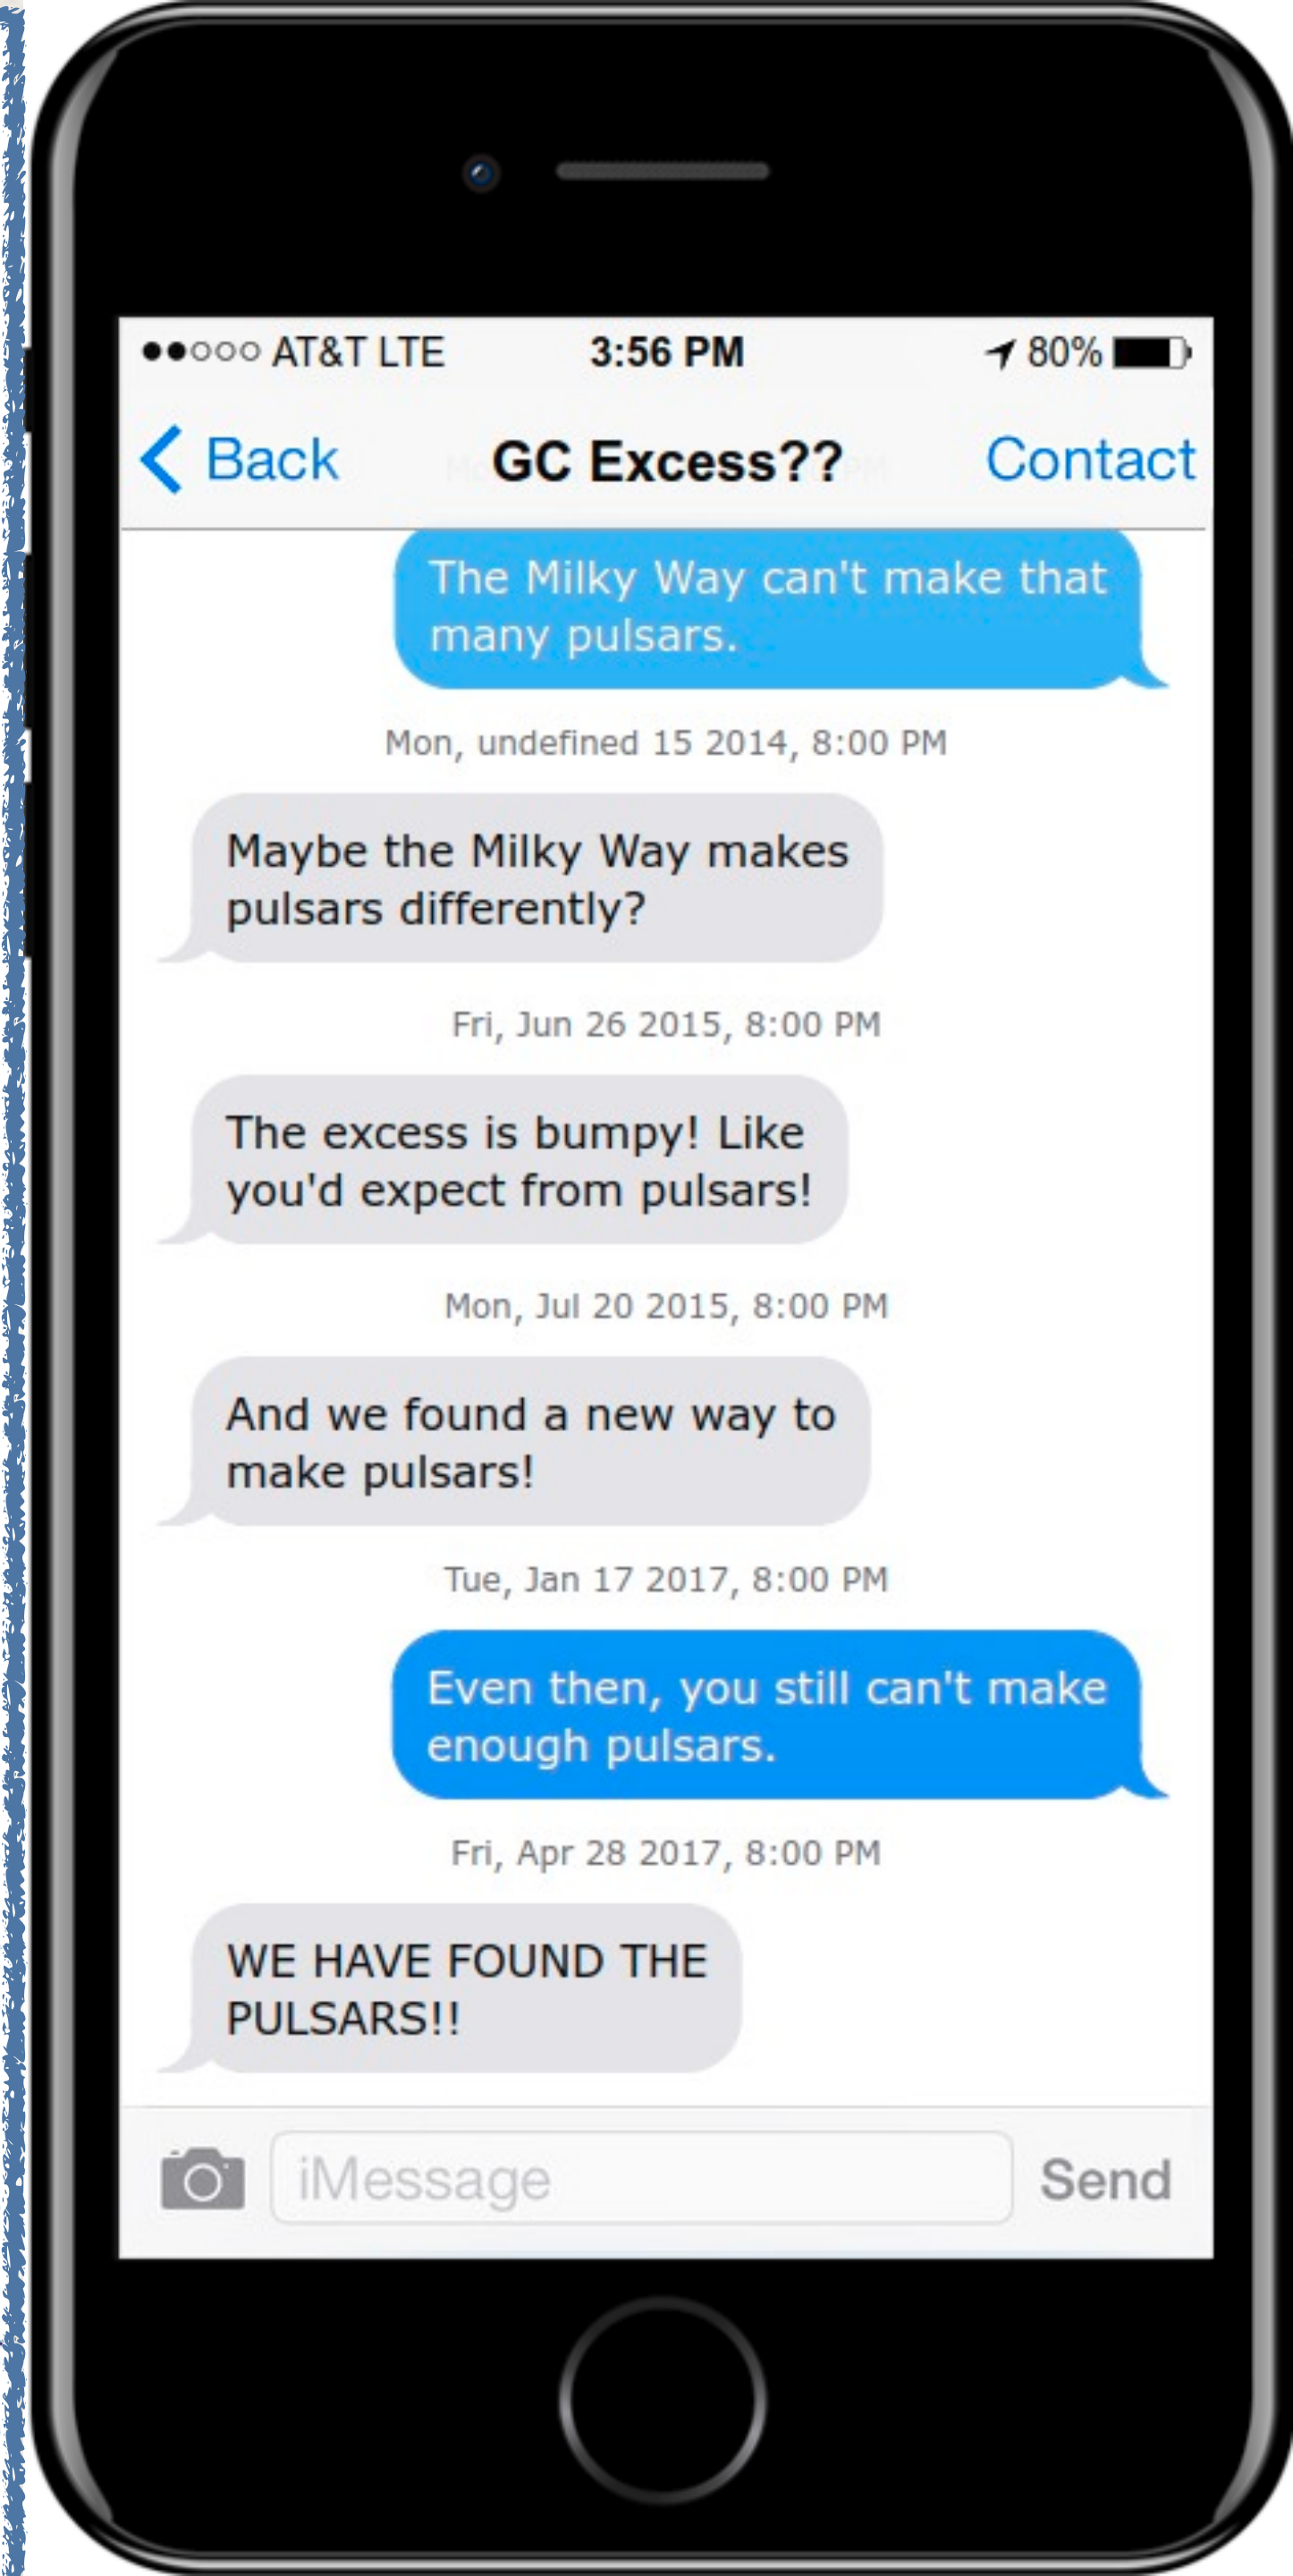 AT&T LTE 3:56 PM 80%
Back GC Excess?? Contact
The Milky Way can't make that
many pulsars.
Mon, undefined 15 2014, 8:00 PM
Maybe the Milky Way makes
pulsars differently?
Fri, Jun 26 2015, 8:00 PM
The excess is bumpy! Like
you'd expect from pulsars!
Mon, Jul 20 2015, 8:00 PM
And we found a new way to
make pulsars!
Tue, Jan 17 2017, 8:00 PM
Even then, you still can't make
enough pulsars.
Fri, Apr 28 2017, 8:00 PM
WE HAVE FOUND THE
PULSARS!!
iMessage Send